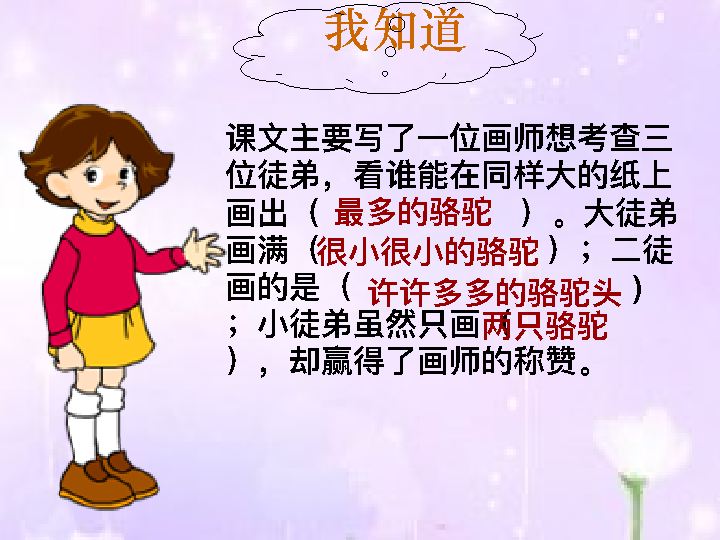 我知道
课文主要写了一位画师想考查三
位徒弟，看谁能在同样大的纸上
画出（ 最多的骆驼 ）。大徒弟
画满（很小很小的骆驼）；二徒
画的是（ 许许多多的骆驼头 ）
；小徒弟虽然只画（两只骆驼
），却赢得了画师的称赞。